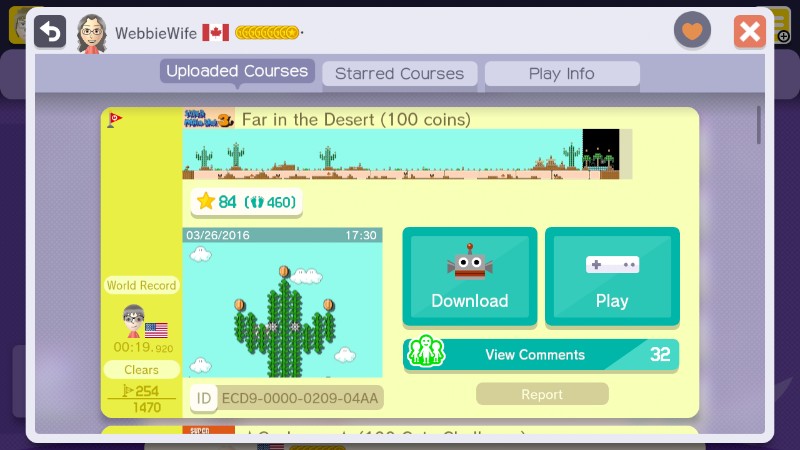 WebbieWife
Uploaded Courses
Starred Courses
Play Info
Far in the Desert (100 coins)
84 (460)
03/26/2016 17:30
World Record
00:19.920
Clears
254
1470
Download
Play
View Comments 32
ID ECD9-0000-0209-04AA
Report